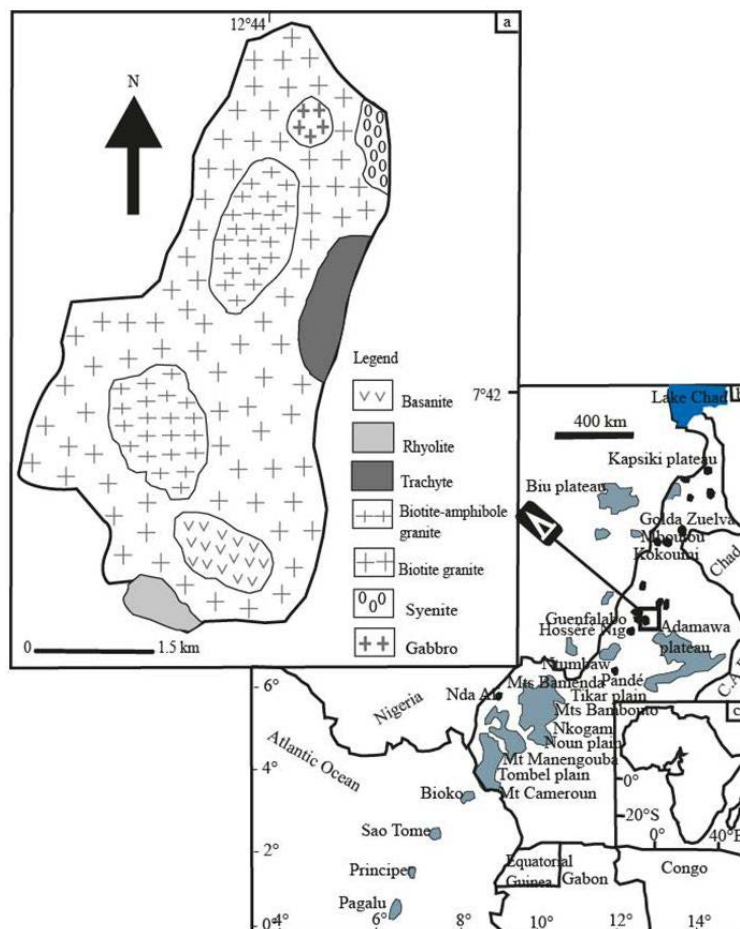 12°44
a
N
Legend
Basanite
Rhyolite
Trachyte
Biotite-amphibole
granite
Biotite granite
Syenite
Gabbro
0 1.5 km
7°42
Lake Chad
b
400 km
Kapsiki plateau
Biu plateau
Golda Zuelva
Mboutou
Kokoumi
Chad
A
Guenfalabo
Hosséré Nigo
Adamawa
plateau
Ntumbaw
Pandé
C.A.R
Mts Bamenda
Nda Ali
Tikar plain
Mts Bambouto
Nkogam
Noun plain
Mt Manengouba
Tombel plain
Mt Cameroun
Nigeria
Atlantic Ocean
Bioko
Sao Tome
Principe
Pagalu
Equatorial
Guinea
Gabon
Congo
c
0°
20°S
0° 40°E
- 6°
- 4°
- 2°
- 0°
4° 6° 8° 10° 12° 14°